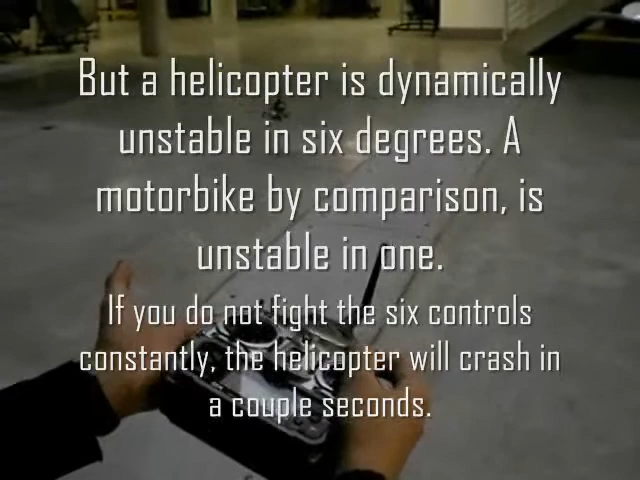 But a helicopter is dynamically
unstable in six degrees. A
motorbike by comparison, is
unstable in one.
If you do not fight the six controls
constantly, the helicopter will crash in
a couple seconds.